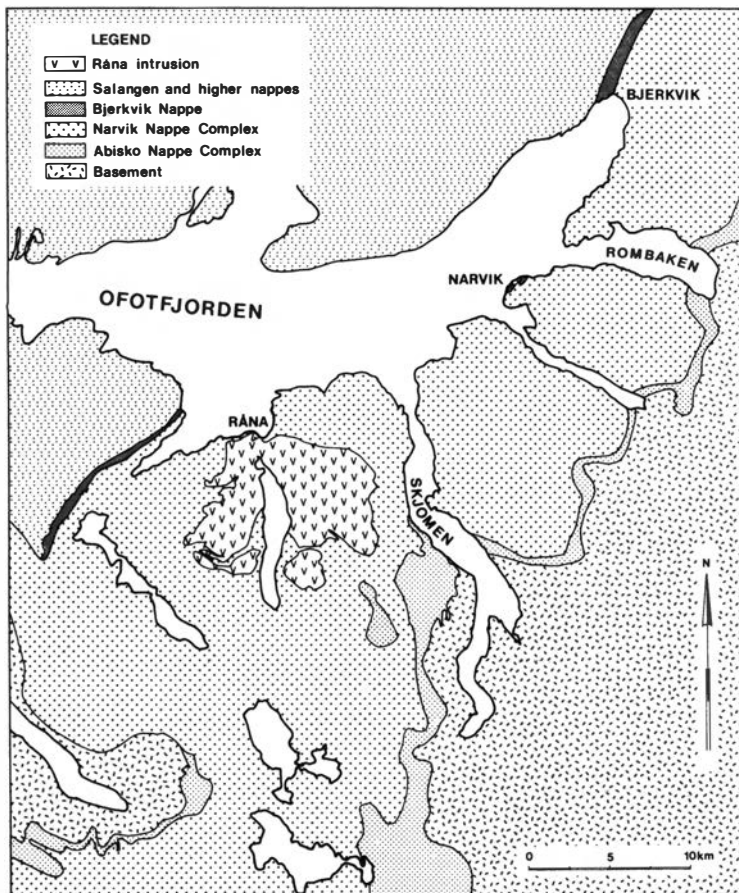 LEGEND
Råna intrusion
Salangen and higher nappes
Bjerkvik Nappe
Narvik Nappe Complex
Abisko Nappe Complex
Basement
BJERKVIK
ROMBAKEN
NARVIK
OFOTFJORDEN
RÅNA
SKJOMEN
N
0 5 10km